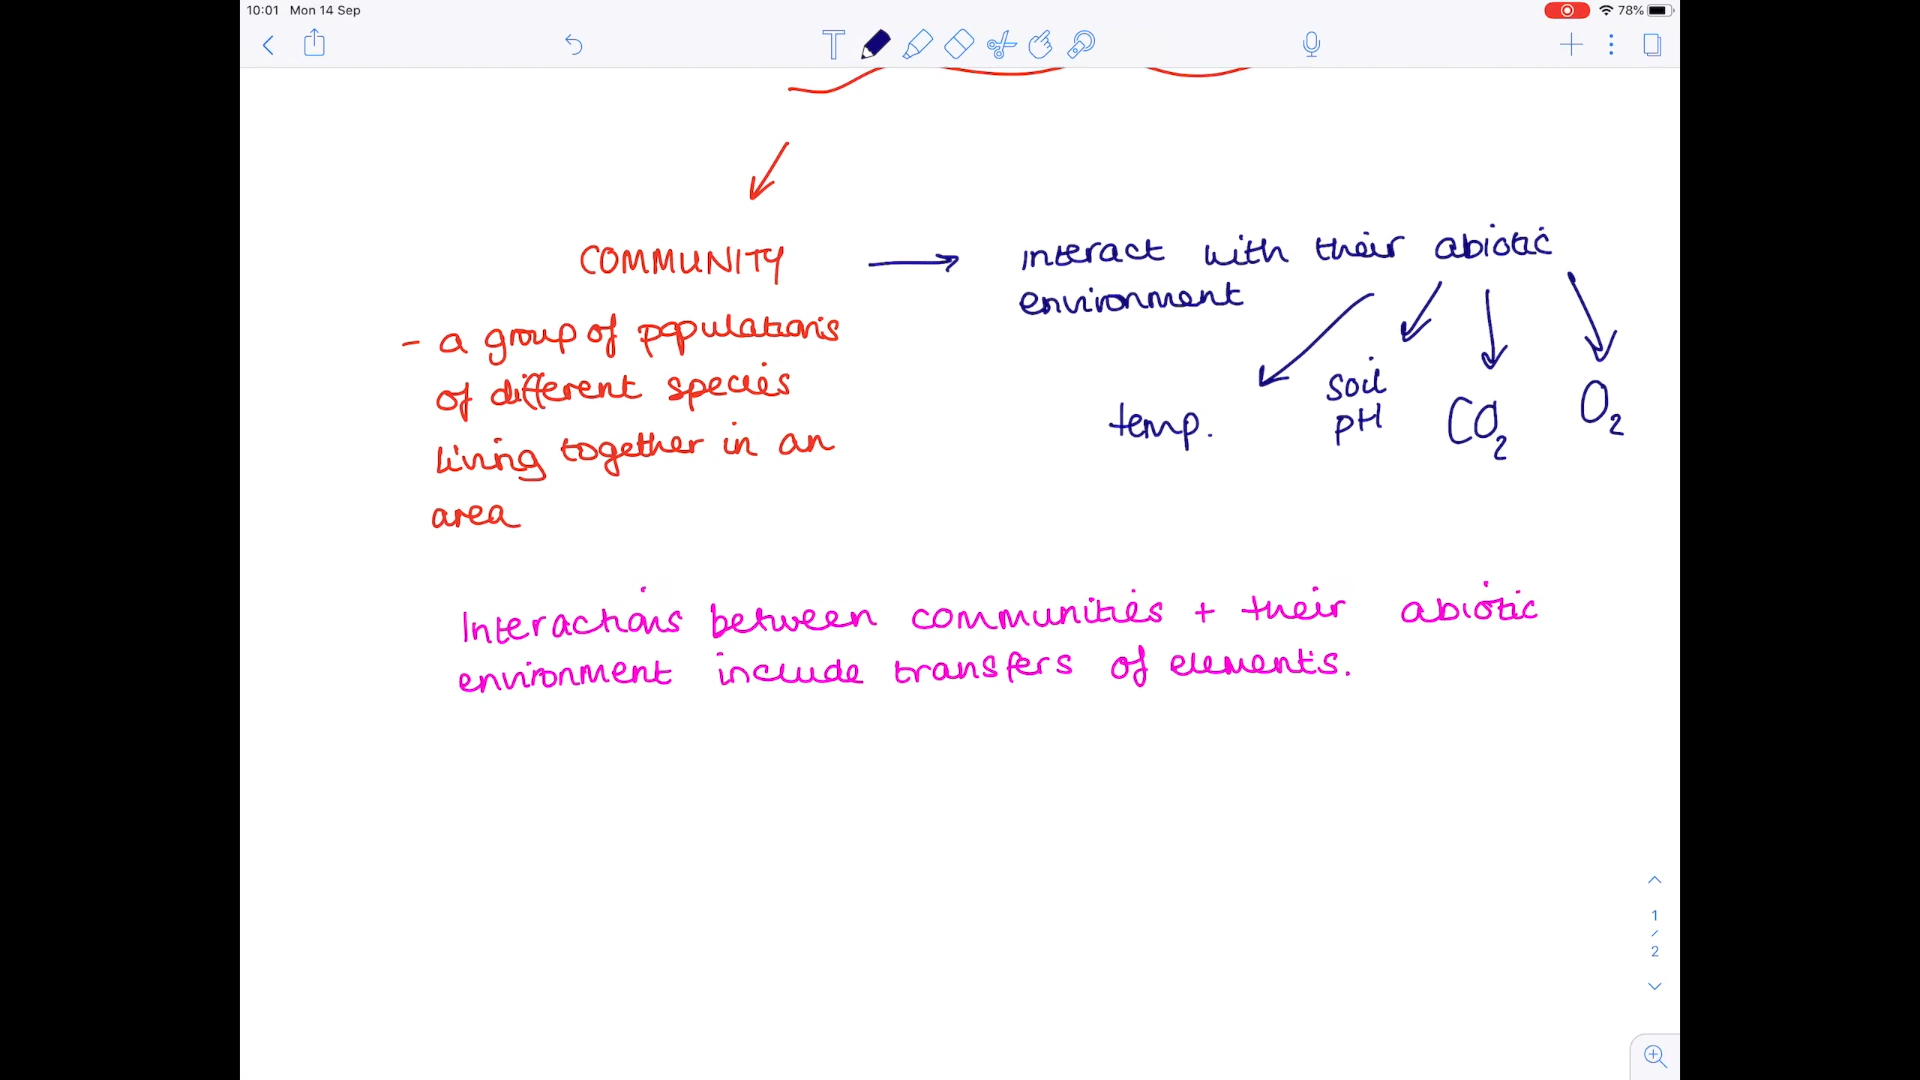 10:01 Mon 14 Sep
78%
COMMUNITY
- a group of populations
of different species
living together in an
area
→ interact with their abiotic
environment
temp.
soil
pH
CO₂
O₂
Interactions between communities + their abiotic
environment include transfers of elements.
1
/
2